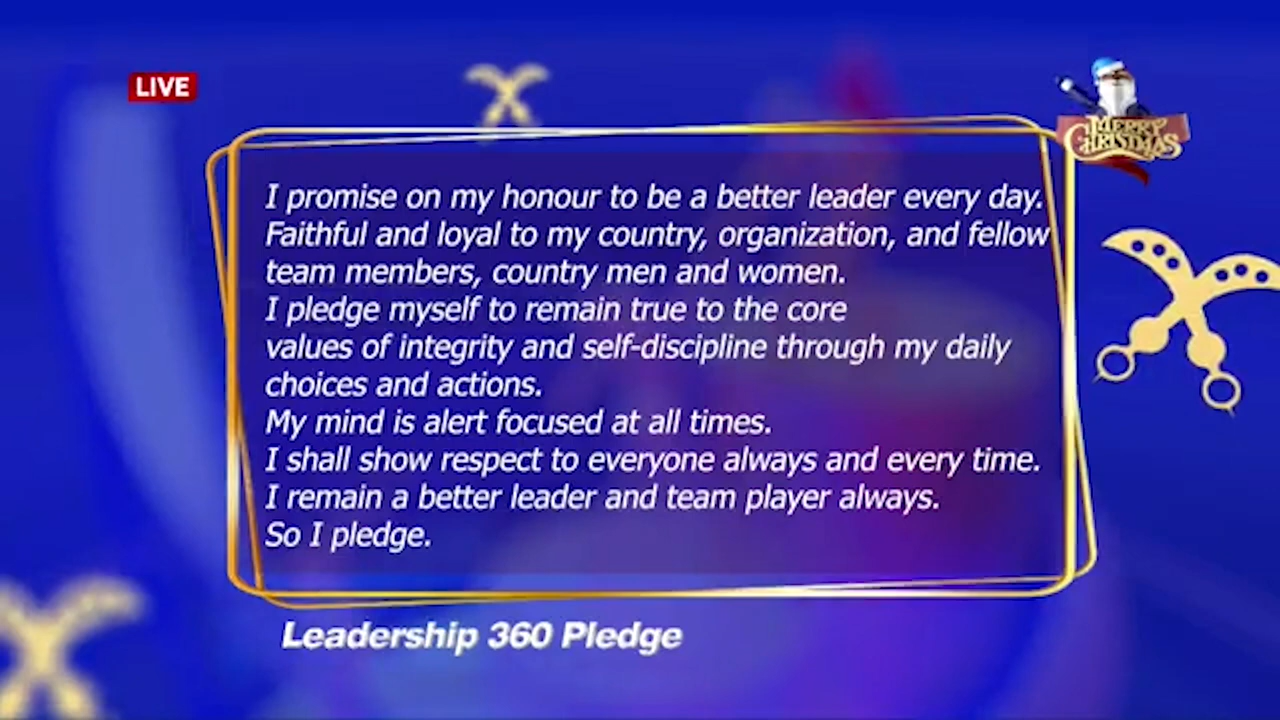 LIVE
MERRY
CHRISTMAS
I promise on my honour to be a better leader every day.
Faithful and loyal to my country, organization, and fellow
team members, country men and women.
I pledge myself to remain true to the core
values of integrity and self-discipline through my daily
choices and actions.
My mind is alert focused at all times.
I shall show respect to everyone always and every time.
I remain a better leader and team player always.
So I pledge.
Leadership 360 Pledge